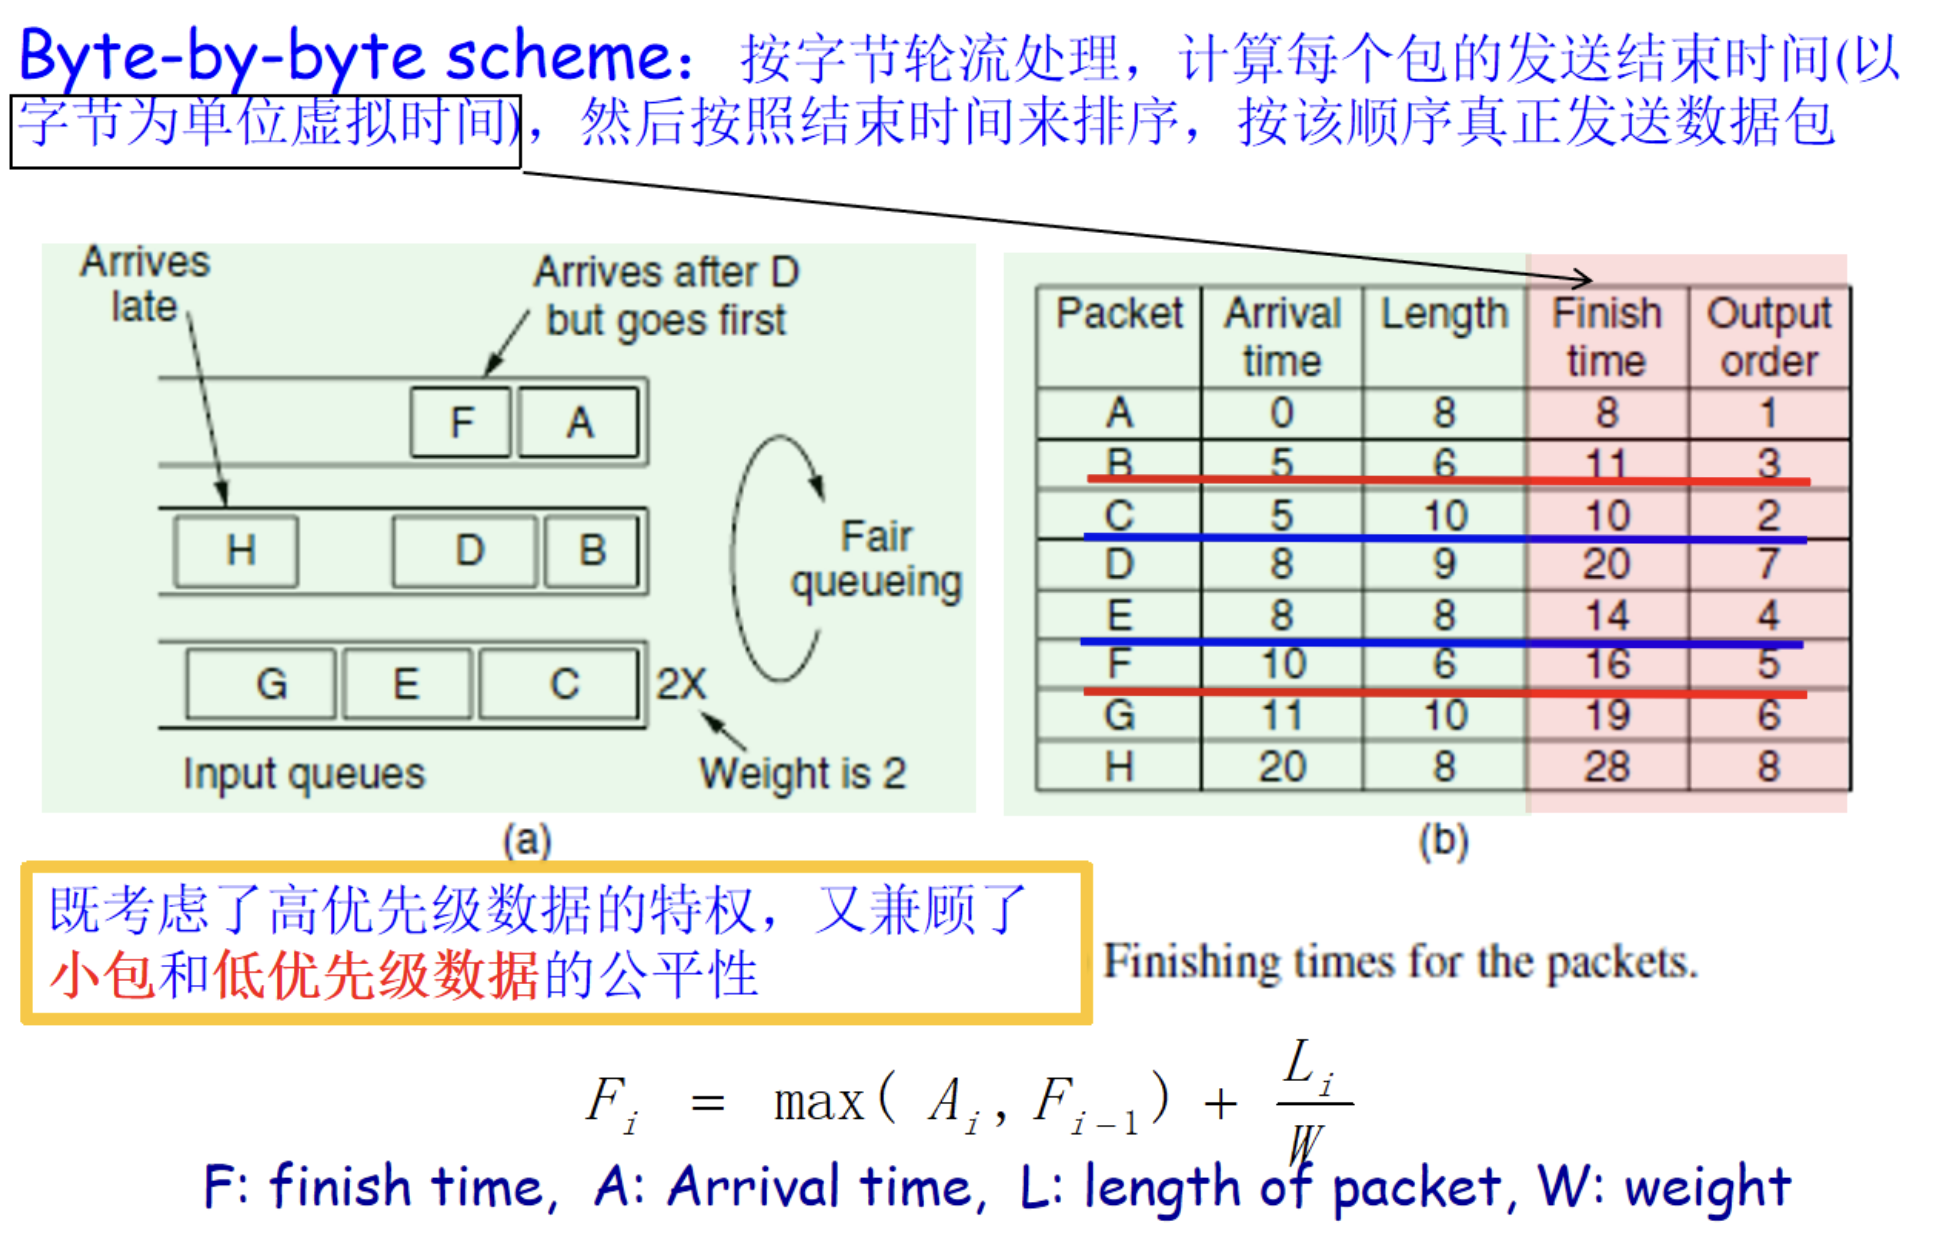 Byte-by-byte scheme：按字节轮流处理，计算每个包的发送结束时间(以
字节为单位虚拟时间)，然后按照结束时间来排序，按该顺序真正发送数据包
Arrives
late
Arrives after D
but goes first
F A
H D B
G E C
2X
Fair
queueing
Input queues
Weight is 2
(a)
Packet Arrival time Length Finish time Output order
A 0 8 8 1
B 5 6 11 3
C 5 10 10 2
D 8 9 20 7
E 8 8 14 4
F 10 6 16 5
G 11 10 19 6
H 20 8 28 8
(b)
既考虑了高优先级数据的特权，又兼顾了
小包和低优先级数据的公平性
Finishing times for the packets.
F_i = max( A_i, F_{i-1}) + L_i / W
F: finish time, A: Arrival time, L: length of packet, W: weight